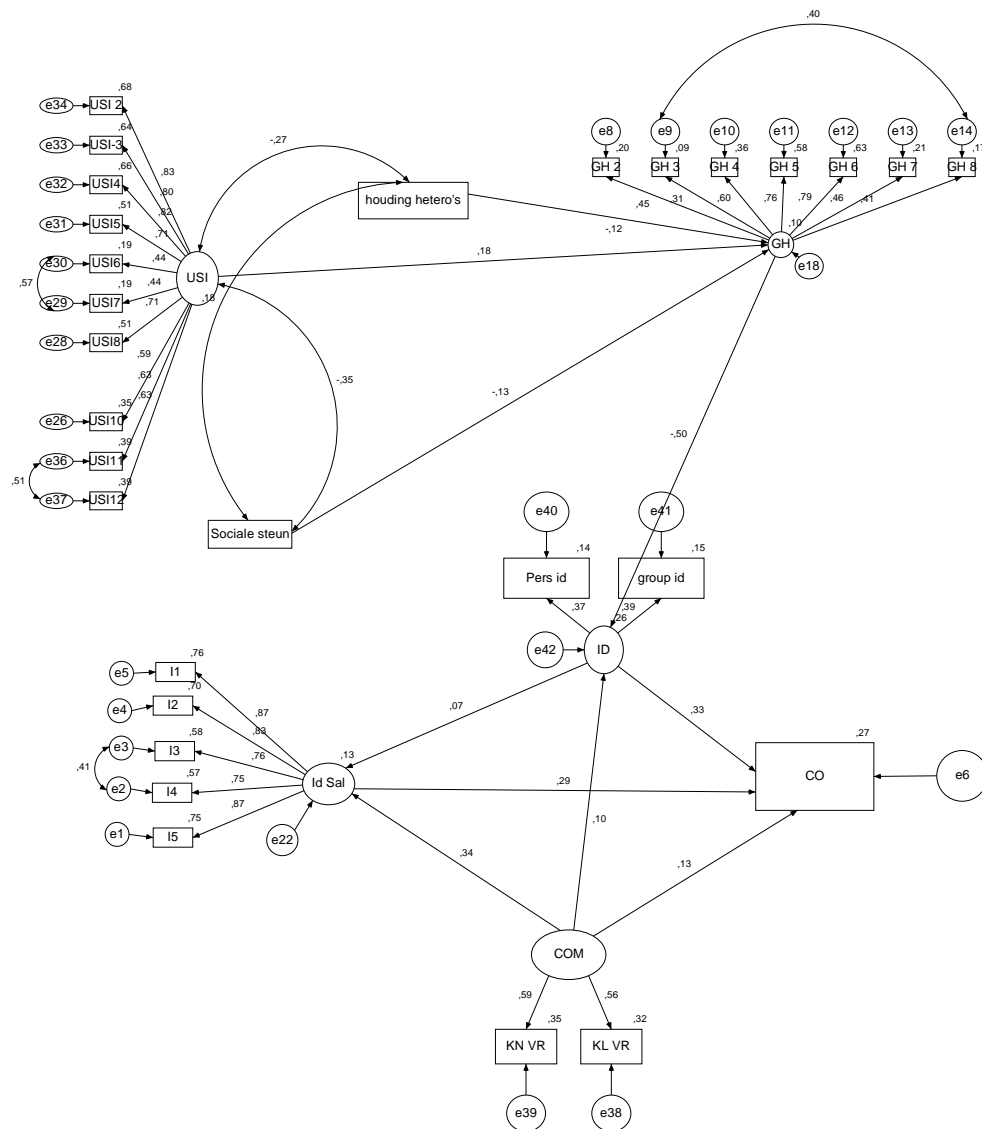 ,40
,68
e34
USI 2
,64
e33
USI-3
,66
e32
USI4
,51
e31
USI5
,19
e30
USI6
,57
,19
e29
USI7
,51
e28
USI8
,35
e26
USI10
,39
e36
USI11
,51
,39
e37
USI12
,83
,80
,82
,71
,44
,44
,71
,59
,63
,63
USI
,18
-,27
houding hetero's
-,35
Sociale steun
e8
e9
e10
e11
e12
e13
e14
,20
,09
,36
,58
,63
,21
,17
GH 2
GH 3
GH 4
GH 5
GH 6
GH 7
GH 8
,45
,31
,60
,76
,79
,46
,41
-,12
,10
GH
e18
,18
-,13
-,50
e40
e41
,14
,15
Pers id
group id
,37
,39
,26
e42
ID
,76
e5
I1
,70
e4
I2
,58
e3
I3
,41
,57
e2
I4
,75
e1
I5
,87
,83
,76
,75
,87
,07
,13
Id Sal
e22
,33
,27
CO
e6
,29
,10
,34
,13
COM
,59
,56
,35
,32
KN VR
KL VR
e39
e38